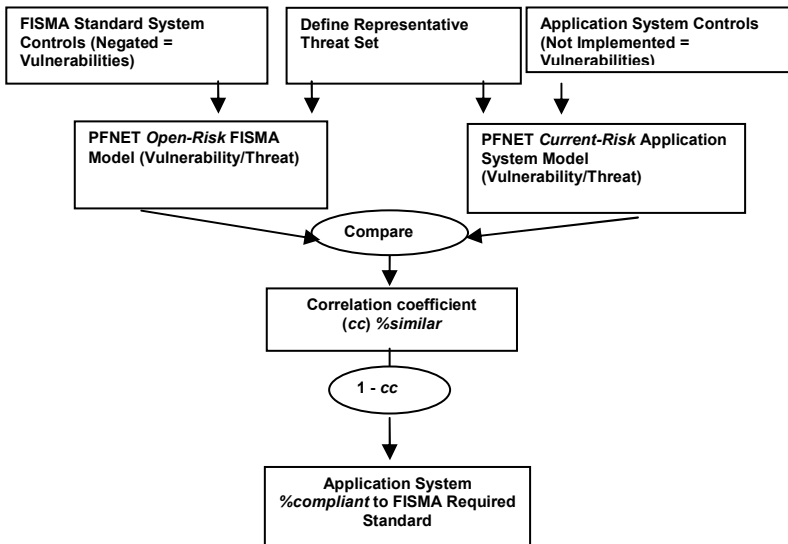 FISMA Standard System
Controls (Negated =
Vulnerabilities)
Define Representative
Threat Set
Application System Controls
(Not Implemented =
Vulnerabilities)
PFNET Open-Risk FISMA
Model (Vulnerability/Threat)
PFNET Current-Risk Application
System Model
(Vulnerability/Threat)
Compare
Correlation coefficient
(cc) %similar
1 - cc
Application System
%compliant to FISMA Required
Standard